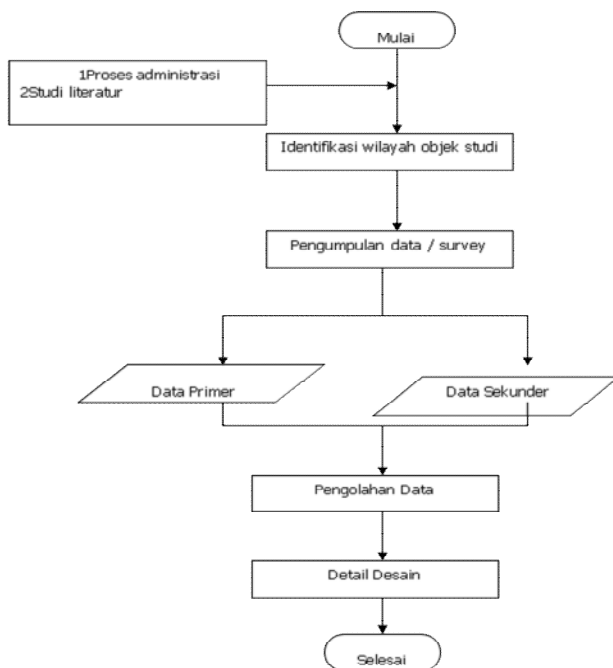 Mulai
1Proses administrasi
2Studi literatur
Identifikasi wilayah objek studi
Pengumpulan data / survey
Data Primer
Data Sekunder
Pengolahan Data
Detail Desain
Selesai